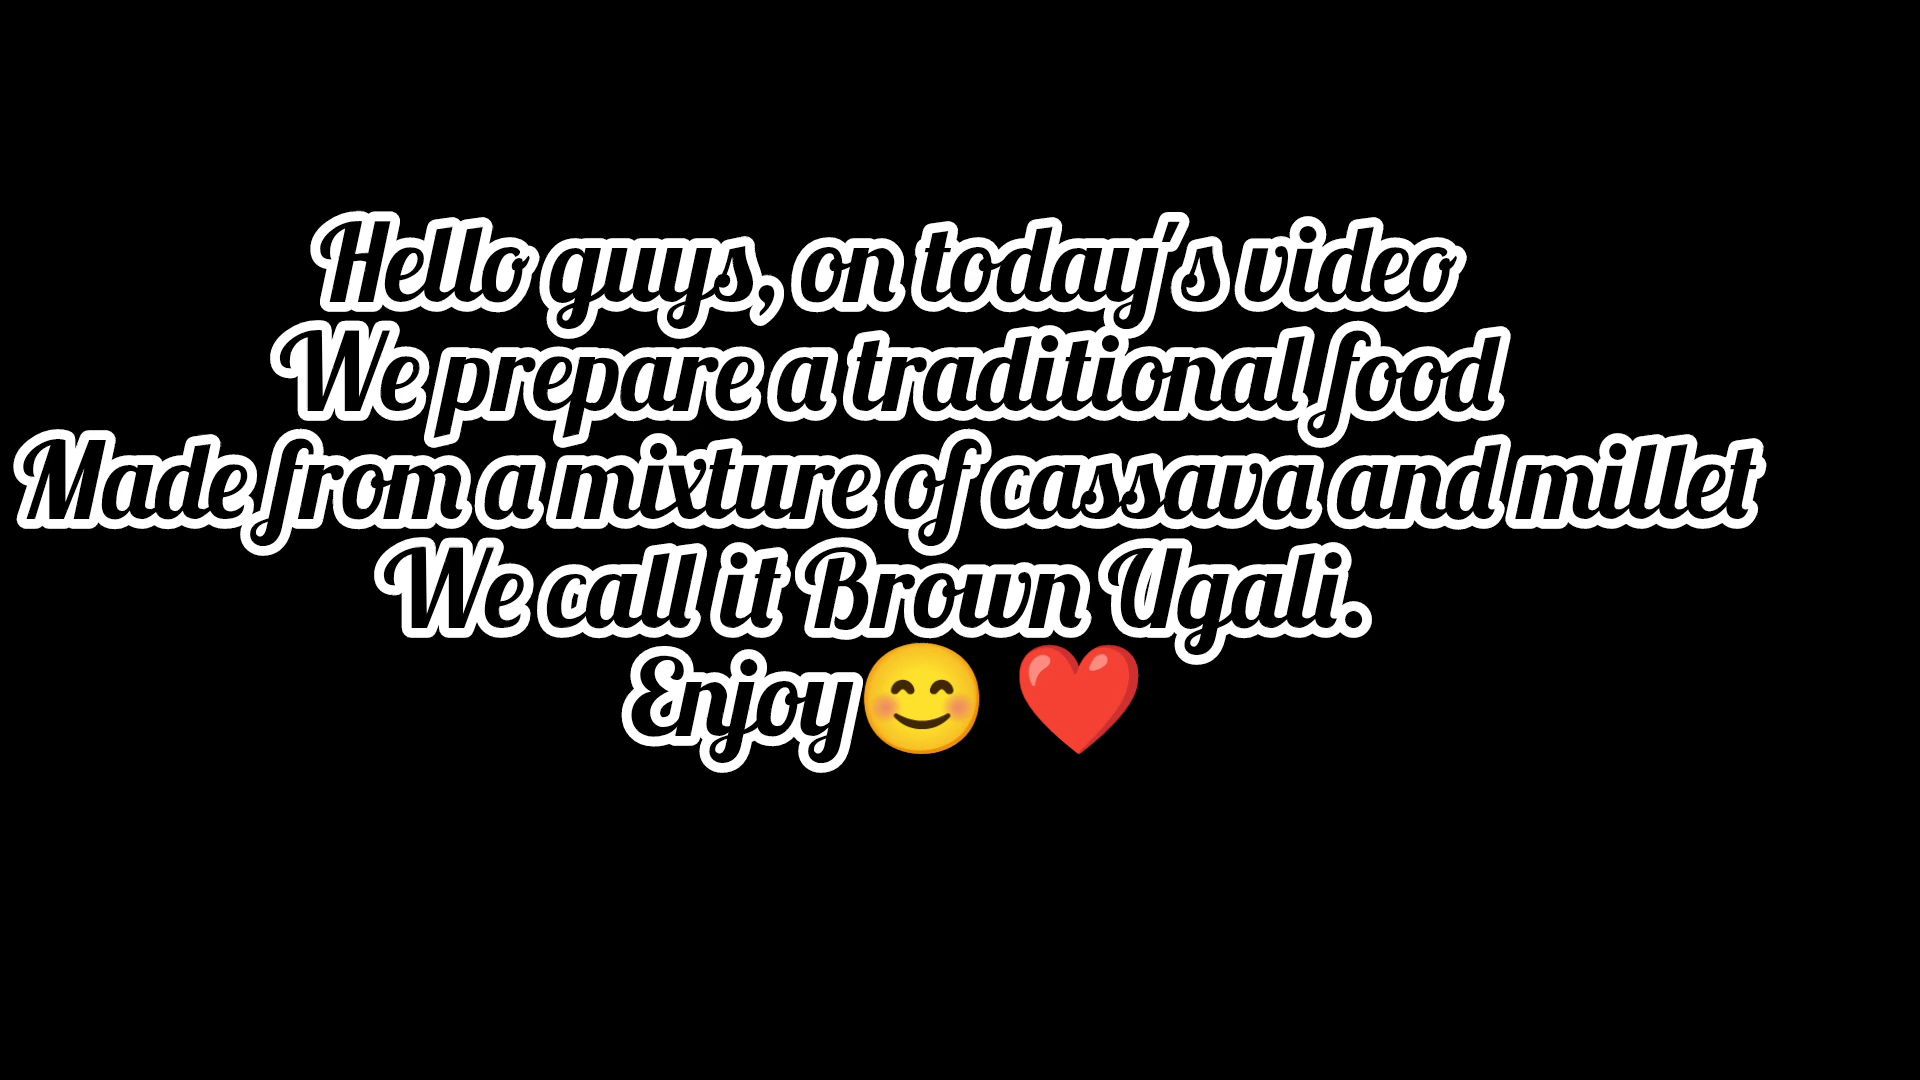 Hello guys, on today's video
We prepare a traditional food
Made from a mixture of cassava and millet
We call it Brown Ugali.
Enjoy😊 ❤️